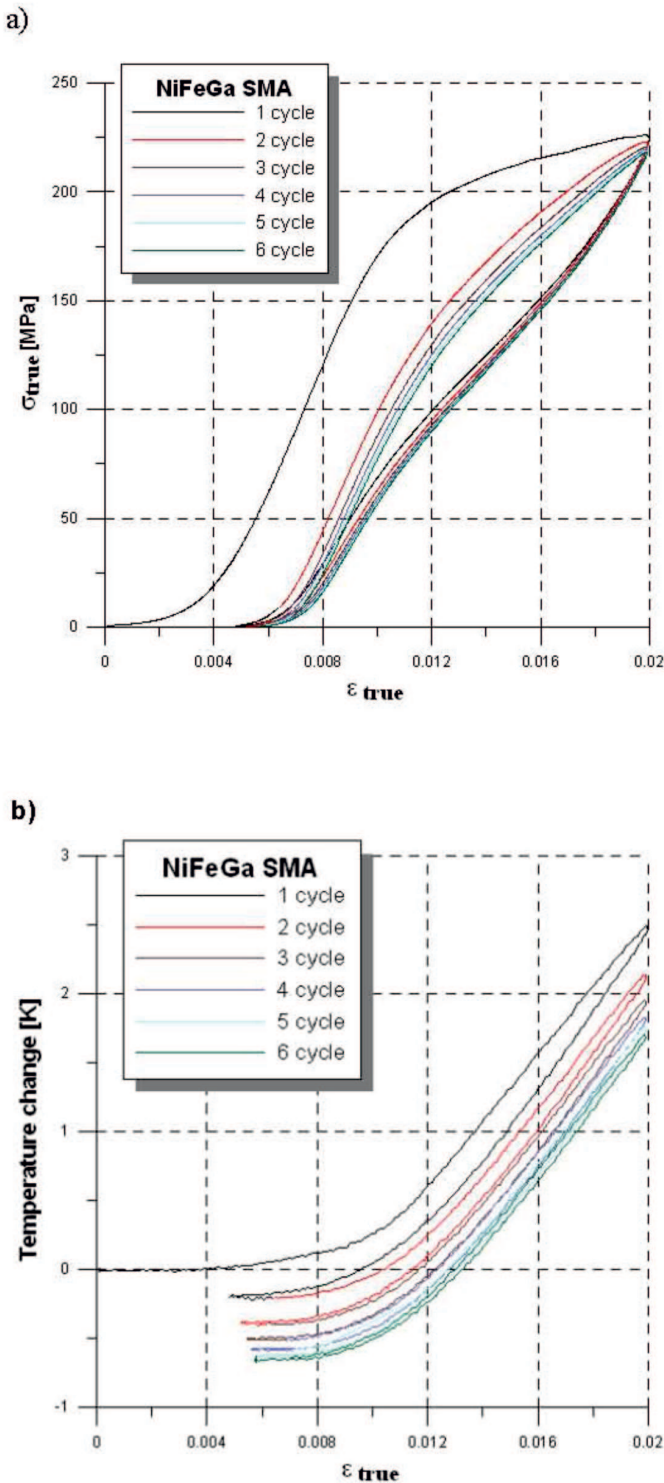 a)
250
200
150
100
50
0
σtrue [MPa]
NiFeGa SMA
1 cycle
2 cycle
3 cycle
4 cycle
5 cycle
6 cycle
0 0.004 0.008 0.012 0.016 0.02
ε true
b)
3
2
1
0
-1
Temperature change [K]
NiFeGa SMA
1 cycle
2 cycle
3 cycle
4 cycle
5 cycle
6 cycle
0 0.004 0.008 0.012 0.016 0.02
ε true